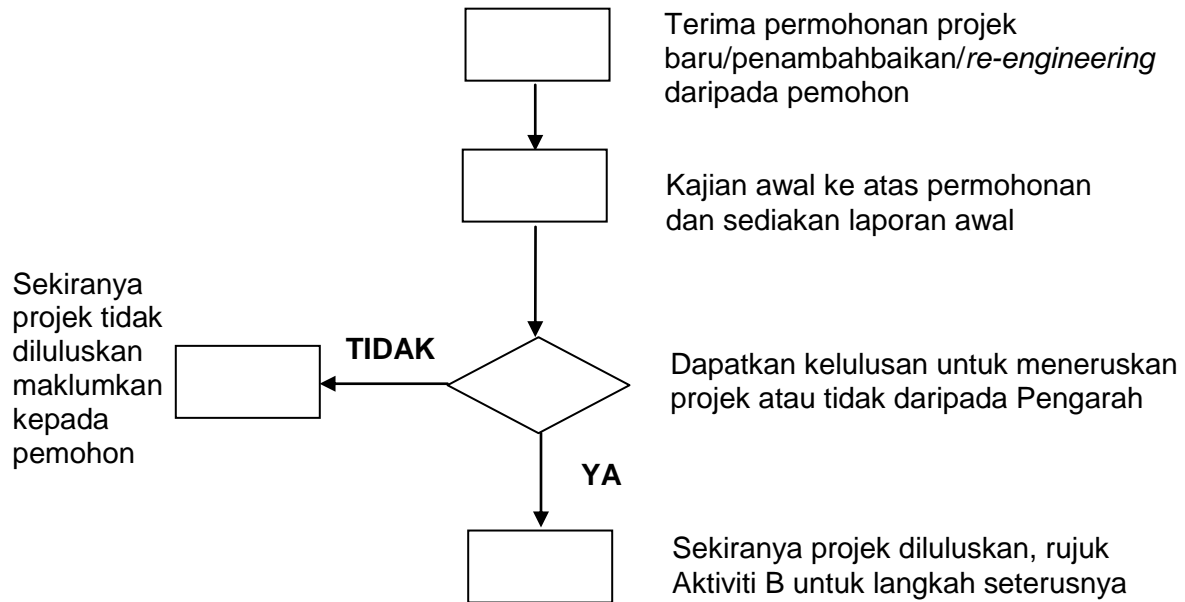 Terima permohonan projek
baru/penambahbaikan/re-engineering
daripada pemohon
Kajian awal ke atas permohonan
dan sediakan laporan awal
Sekiranya
projek tidak
diluluskan
maklumkan
kepada
pemohon
TIDAK
Dapatkan kelulusan untuk meneruskan
projek atau tidak daripada Pengarah
YA
Sekiranya projek diluluskan, rujuk
Aktiviti B untuk langkah seterusnya